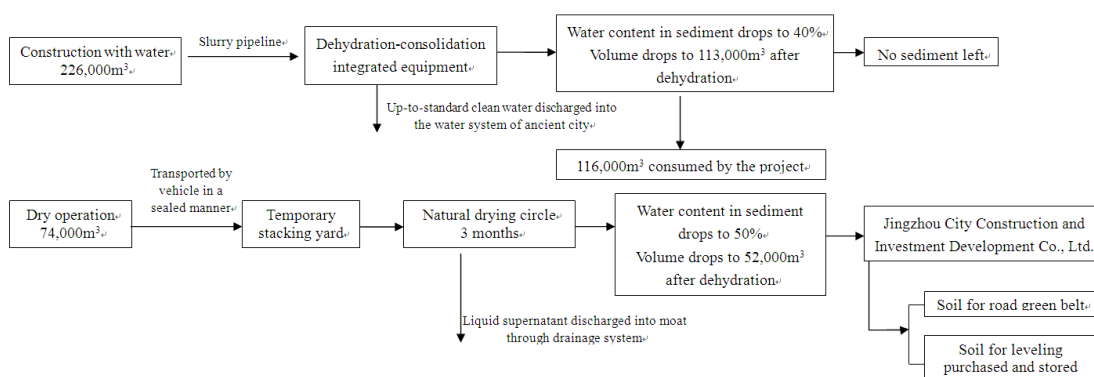 Construction with water
226,000m³
Slurry pipeline
Dehydration-consolidation
integrated equipment
Water content in sediment drops to 40%
Volume drops to 113,000m³ after
dehydration
No sediment left
Up-to-standard clean water discharged into
the water system of ancient city
116,000m³ consumed by the project
Dry operation
74,000m³
Transported by
vehicle in a
sealed manner
Temporary
stacking yard
Natural drying circle
3 months
Water content in sediment
drops to 50%
Volume drops to 52,000m³
after dehydration
Jingzhou City Construction and
Investment Development Co., Ltd.
Liquid supernatant discharged into moat
through drainage system
Soil for road green belt
Soil for leveling
purchased and stored